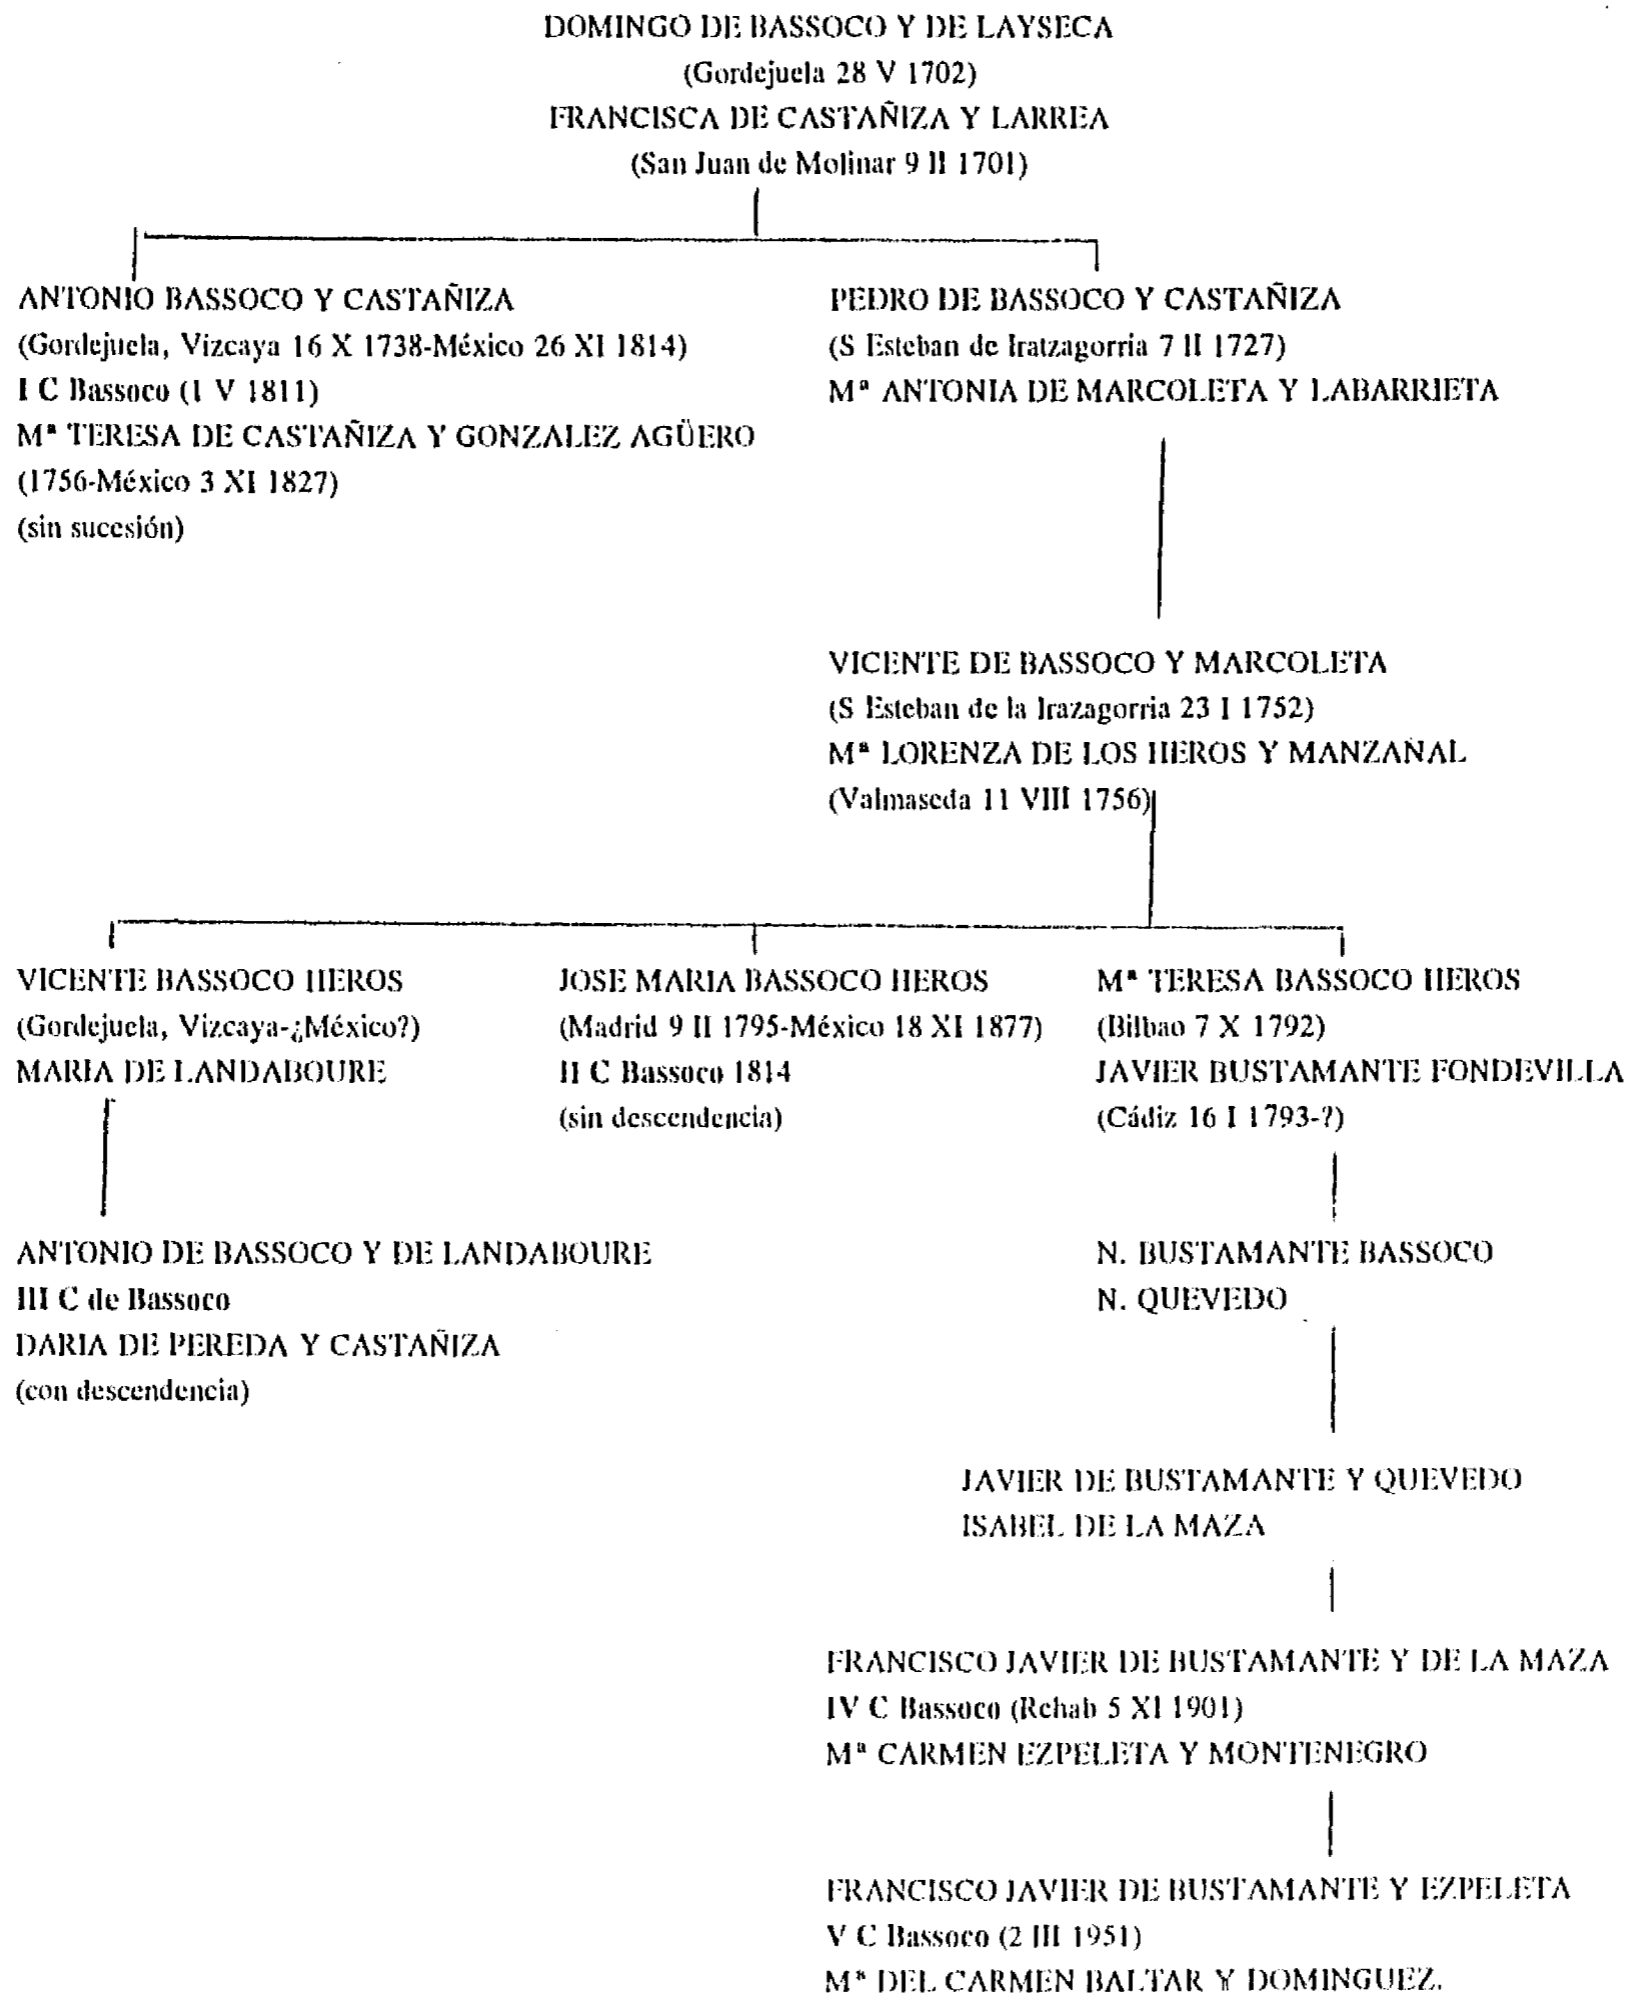 DOMINGO DE BASSOCO Y DE LAYSECA
(Gordejuela 28 V 1702)
FRANCISCA DE CASTAÑIZA Y LARREA
(San Juan de Molinar 9 II 1701)
ANTONIO BASSOCO Y CASTAÑIZA
(Gordejuela, Vizcaya 16 X 1738-México 26 XI 1814)
I C Bassoco (1 V 1811)
Mª TERESA DE CASTAÑIZA Y GONZALEZ AGÜERO
(1756-México 3 XI 1827)
(sin sucesión)
PEDRO DE BASSOCO Y CASTAÑIZA
(S Esteban de Iratzagorria 7 II 1727)
Mª ANTONIA DE MARCOLETA Y LABARRIETA
VICENTE DE BASSOCO Y MARCOLETA
(S Esteban de la Irazagorria 23 I 1752)
Mª LORENZA DE LOS HEROS Y MANZAÑAL
(Valmaseda 11 VIII 1756)
VICENTE BASSOCO HEROS
(Gordejuela, Vizcaya-¿México?)
MARIA DE LANDABOURE
JOSE MARIA BASSOCO HEROS
(Madrid 9 II 1795-México 18 XI 1877)
II C Bassoco 1814
(sin descendencia)
Mª TERESA BASSOCO HEROS
(Bilbao 7 X 1792)
JAVIER BUSTAMANTE FONDEVILLA
(Cádiz 16 I 1793-?)
ANTONIO DE BASSOCO Y DE LANDABOURE
III C de Bassoco
DARIA DE PEREDA Y CASTAÑIZA
(con descendencia)
N. BUSTAMANTE BASSOCO
N. QUEVEDO
JAVIER DE BUSTAMANTE Y QUEVEDO
ISABEL DE LA MAZA
FRANCISCO JAVIER DE BUSTAMANTE Y DE LA MAZA
IV C Bassoco (Rehab 5 XI 1901)
Mª CARMEN EZPELETA Y MONTENEGRO
FRANCISCO JAVIER DE BUSTAMANTE Y EZPELETA
V C Bassoco (2 III 1951)
Mª DEL CARMEN BALTAR Y DOMINGUEZ.